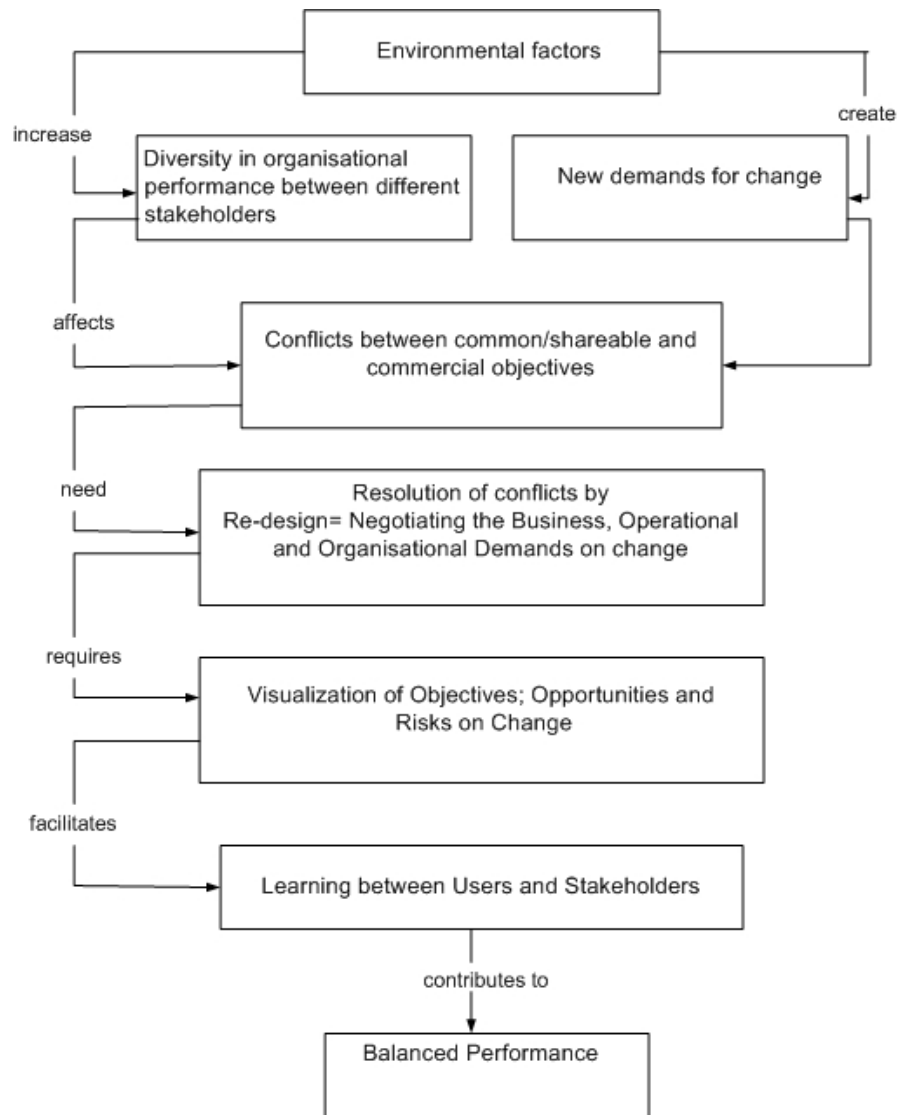 Environmental factors
increase
create
Diversity in organisational
performance between different
stakeholders
New demands for change
affects
Conflicts between common/shareable and
commercial objectives
need
Resolution of conflicts by
Re-design= Negotiating the Business, Operational
and Organisational Demands on change
requires
Visualization of Objectives; Opportunities and
Risks on Change
facilitates
Learning between Users and Stakeholders
contributes to
Balanced Performance